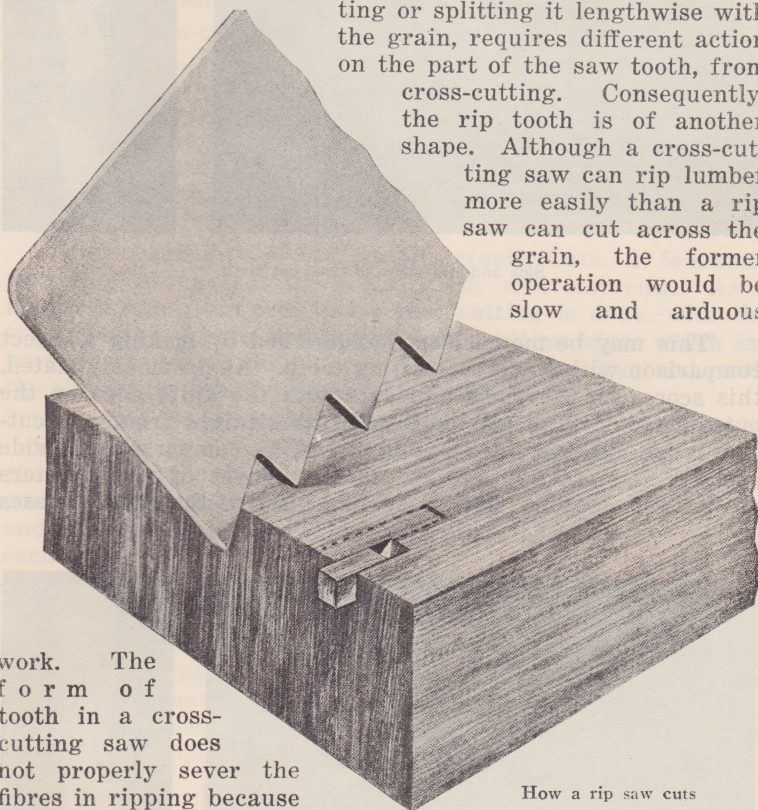 ting or splitting it lengthwise with
the grain, requires different action
on the part of the saw tooth, from
cross-cutting. Consequently
the rip tooth is of another
shape. Although a cross-cut
ting saw can rip lumber
more easily than a rip
saw can cut across the
grain, the former
operation would be
slow and arduous
work. The
form of
tooth in a cross-
cutting saw does
not properly sever the
fibres in ripping because
How a rip saw cuts